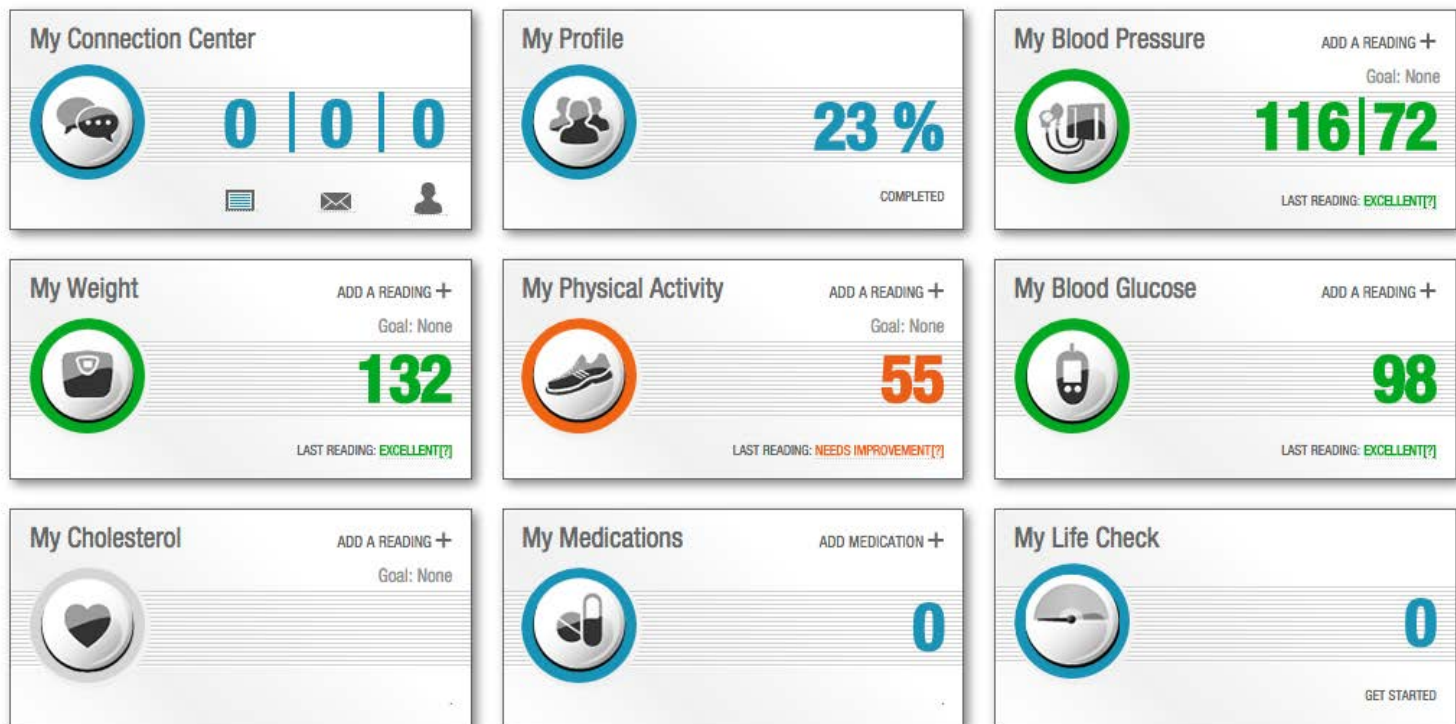 My Connection Center
0 | 0 | 0
My Profile
23 %
COMPLETED
My Blood Pressure
ADD A READING +
Goal: None
116|72
LAST READING: EXCELLENT[?]
My Weight
ADD A READING +
Goal: None
132
LAST READING: EXCELLENT[?]
My Physical Activity
ADD A READING +
Goal: None
55
LAST READING: NEEDS IMPROVEMENT[?]
My Blood Glucose
ADD A READING +
98
LAST READING: EXCELLENT[?]
My Cholesterol
ADD A READING +
Goal: None
.
My Medications
ADD MEDICATION +
0
.
My Life Check
0
GET STARTED